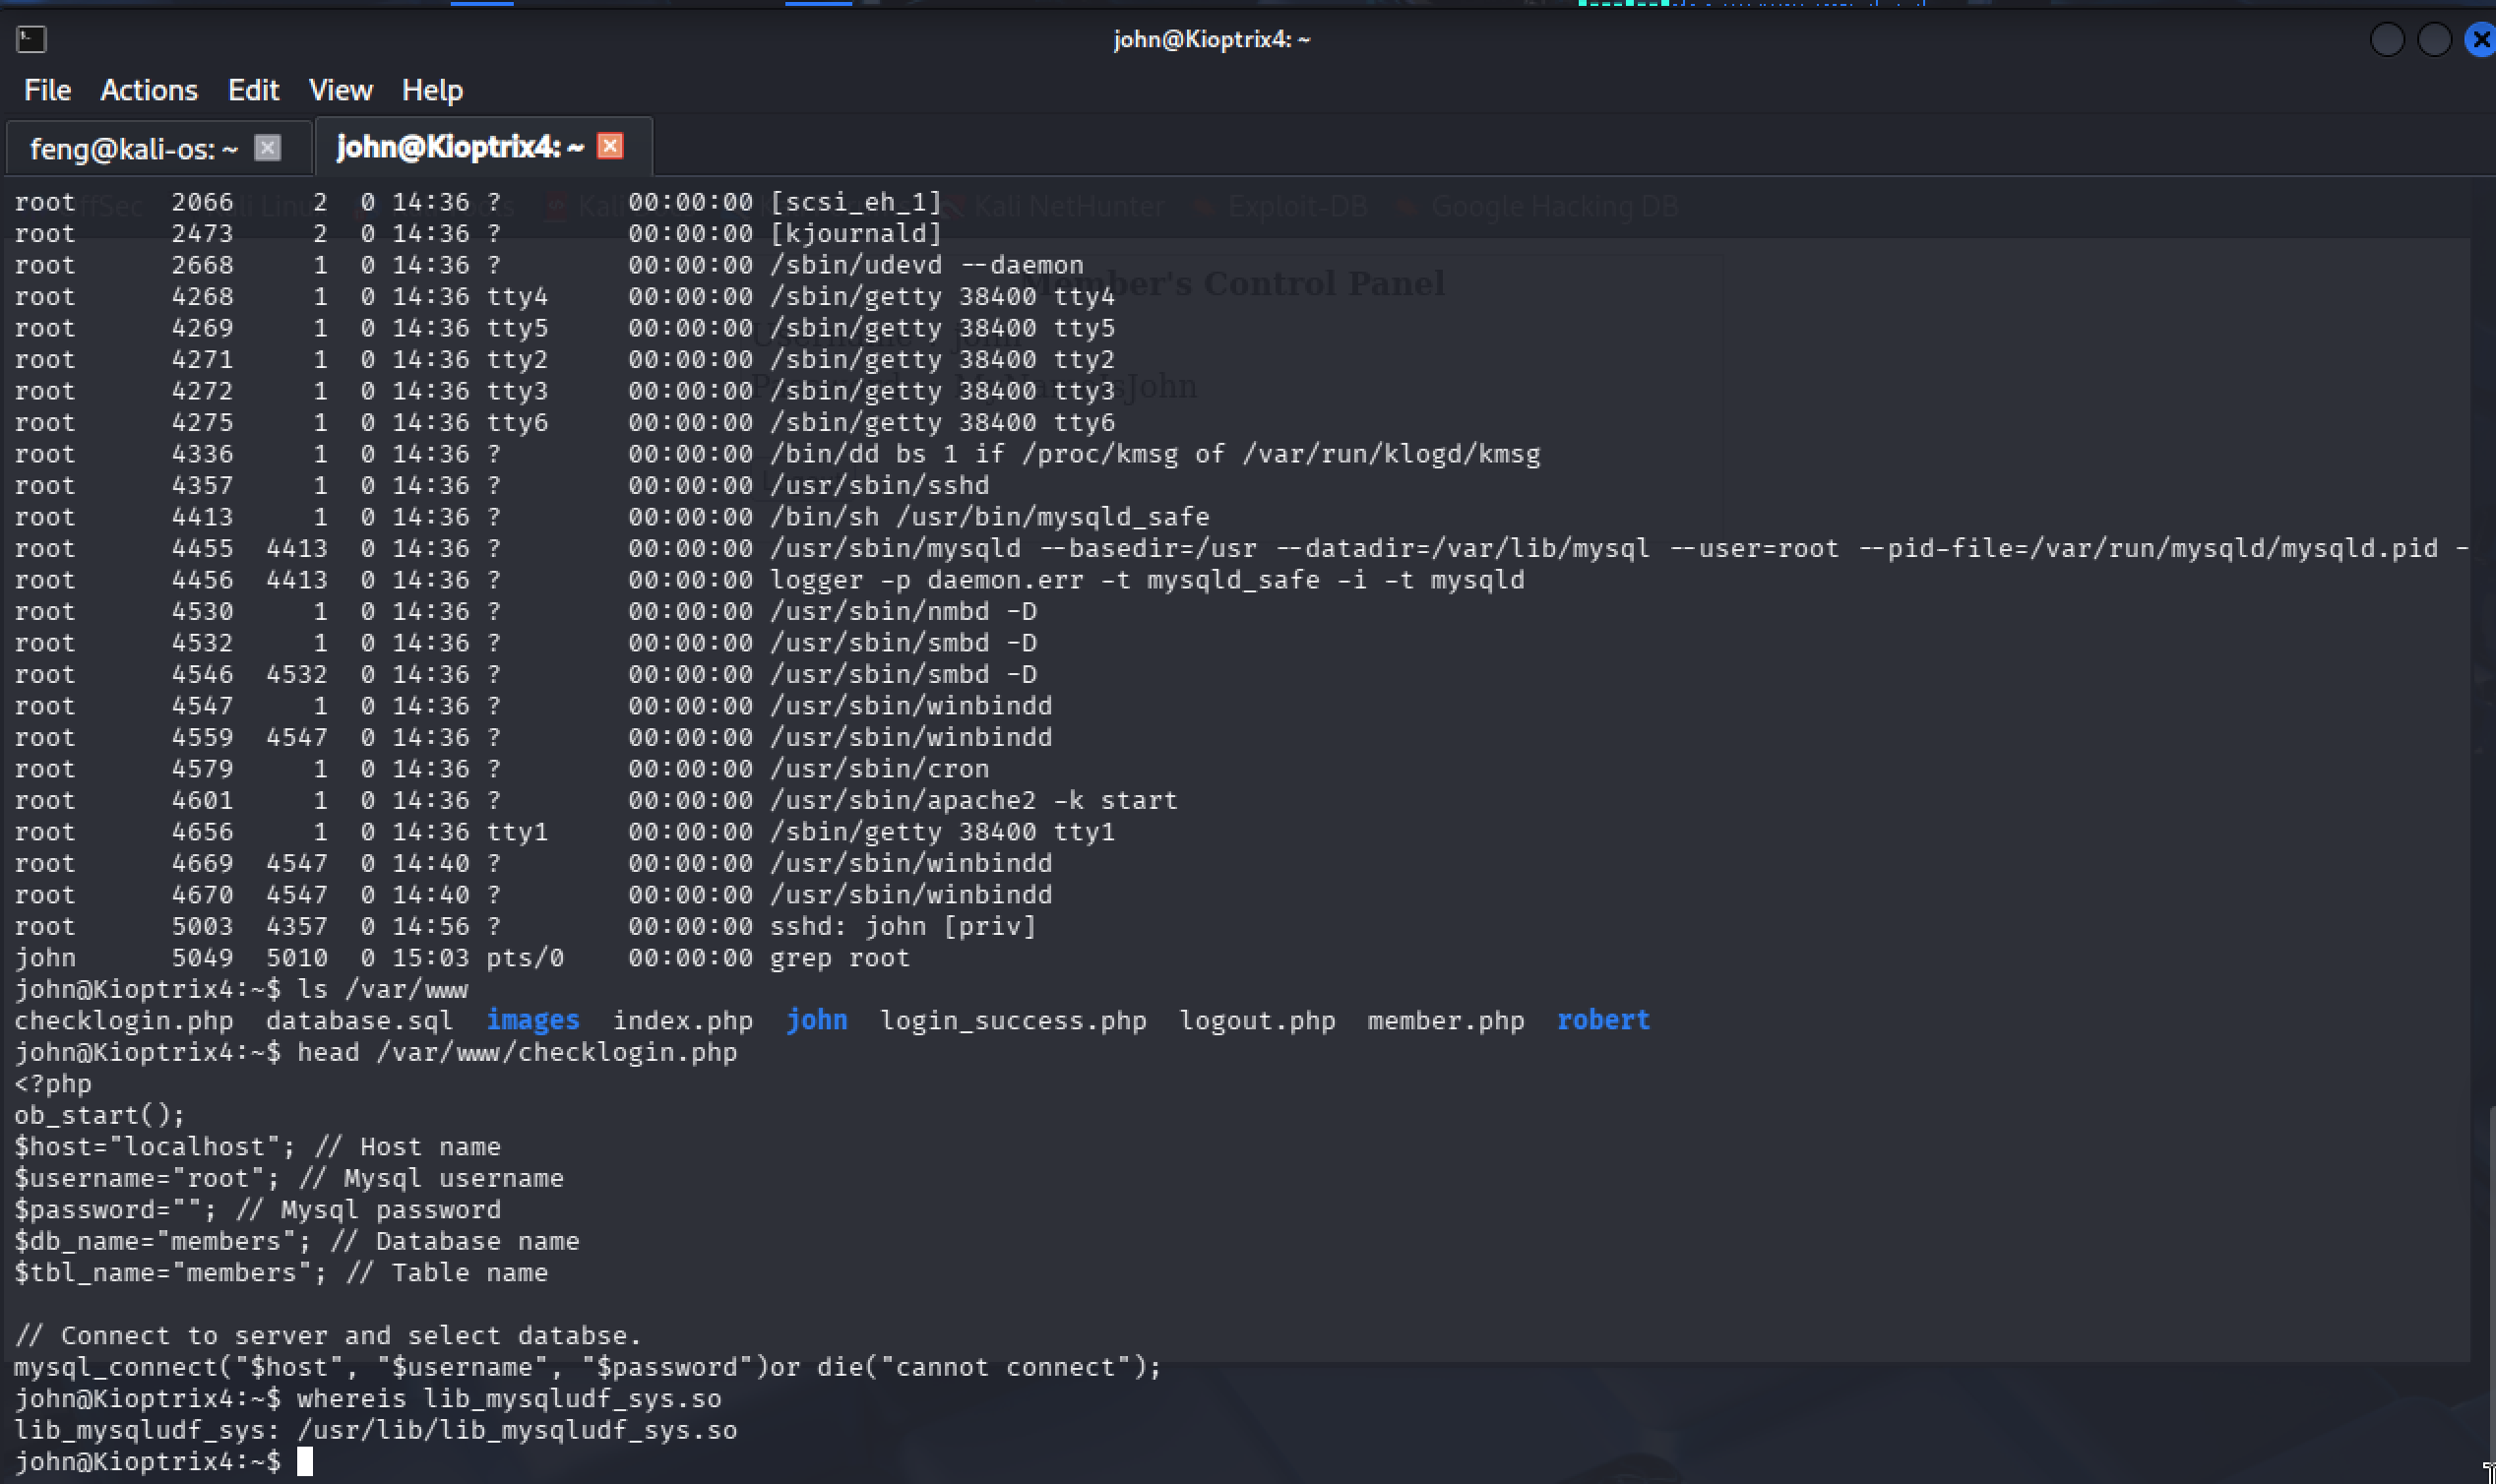 john@Kioptrix4: ~
File Actions Edit View Help
feng@kali-os: ~ john@Kioptrix4: ~
Kali NetHunter Exploit-DB Google Hacking DB
root 2066 2 0 14:36 ? 00:00:00 [scsi_eh_1]
root 2473 2 0 14:36 ? 00:00:00 [kjournald]
root 2668 1 0 14:36 ? 00:00:00 /sbin/udevd --daemon
Member's Control Panel
root 4268 1 0 14:36 tty4 00:00:00 /sbin/getty 38400 tty4
root 4269 1 0 14:36 tty5 00:00:00 /sbin/getty 38400 tty5
john
root 4271 1 0 14:36 tty2 00:00:00 /sbin/getty 38400 tty2
root 4272 1 0 14:36 tty3 00:00:00 /sbin/getty 38400 tty3
root 4275 1 0 14:36 tty6 00:00:00 /sbin/getty 38400 tty6
root 4336 1 0 14:36 ? 00:00:00 /bin/dd bs 1 if /proc/kmsg of /var/run/klogd/kmsg
root 4357 1 0 14:36 ? 00:00:00 /usr/sbin/sshd
root 4413 1 0 14:36 ? 00:00:00 /bin/sh /usr/bin/mysqld_safe
root 4455 4413 0 14:36 ? 00:00:00 /usr/sbin/mysqld --basedir=/usr --datadir=/var/lib/mysql --user=root --pid-file=/var/run/mysqld/mysqld.pid -
root 4456 4413 0 14:36 ? 00:00:00 logger -p daemon.err -t mysqld_safe -i -t mysqld
root 4530 1 0 14:36 ? 00:00:00 /usr/sbin/nmbd -D
root 4532 1 0 14:36 ? 00:00:00 /usr/sbin/smbd -D
root 4546 4532 0 14:36 ? 00:00:00 /usr/sbin/smbd -D
root 4547 1 0 14:36 ? 00:00:00 /usr/sbin/winbindd
root 4559 4547 0 14:36 ? 00:00:00 /usr/sbin/winbindd
root 4579 1 0 14:36 ? 00:00:00 /usr/sbin/cron
root 4601 1 0 14:36 ? 00:00:00 /usr/sbin/apache2 -k start
root 4656 1 0 14:36 tty1 00:00:00 /sbin/getty 38400 tty1
root 4669 4547 0 14:40 ? 00:00:00 /usr/sbin/winbindd
root 4670 4547 0 14:40 ? 00:00:00 /usr/sbin/winbindd
root 5003 4357 0 14:56 ? 00:00:00 sshd: john [priv]
john 5049 5010 0 15:03 pts/0 00:00:00 grep root
john@Kioptrix4:~$ ls /var/www
checklogin.php database.sql images index.php john login_success.php logout.php member.php robert
john@Kioptrix4:~$ head /var/www/checklogin.php
<?php
ob_start();
$host="localhost"; // Host name
$username="root"; // Mysql username
$password=""; // Mysql password
$db_name="members"; // Database name
$tbl_name="members"; // Table name
// Connect to server and select databse.
mysql_connect("$host", "$username", "$password")or die("cannot connect");
john@Kioptrix4:~$ whereis lib_mysqludf_sys.so
lib_mysqludf_sys: /usr/lib/lib_mysqludf_sys.so
john@Kioptrix4:~$